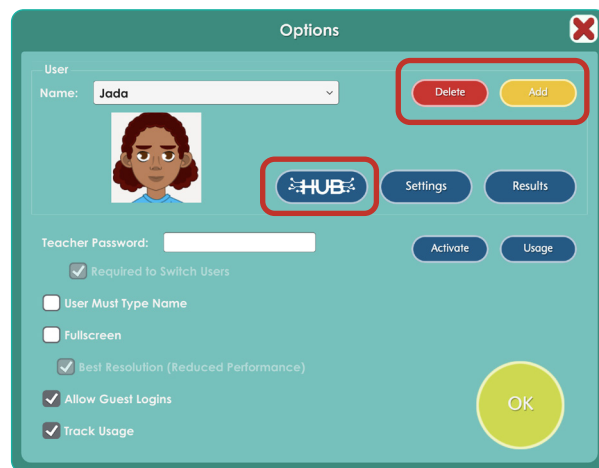 Options
User
Name: Jada Delete Add
HUB Settings Results
Teacher Password: Activate Usage
Required to Switch Users
User Must Type Name
Fullscreen
Best Resolution (Reduced Performance)
Allow Guest Logins
Track Usage
OK